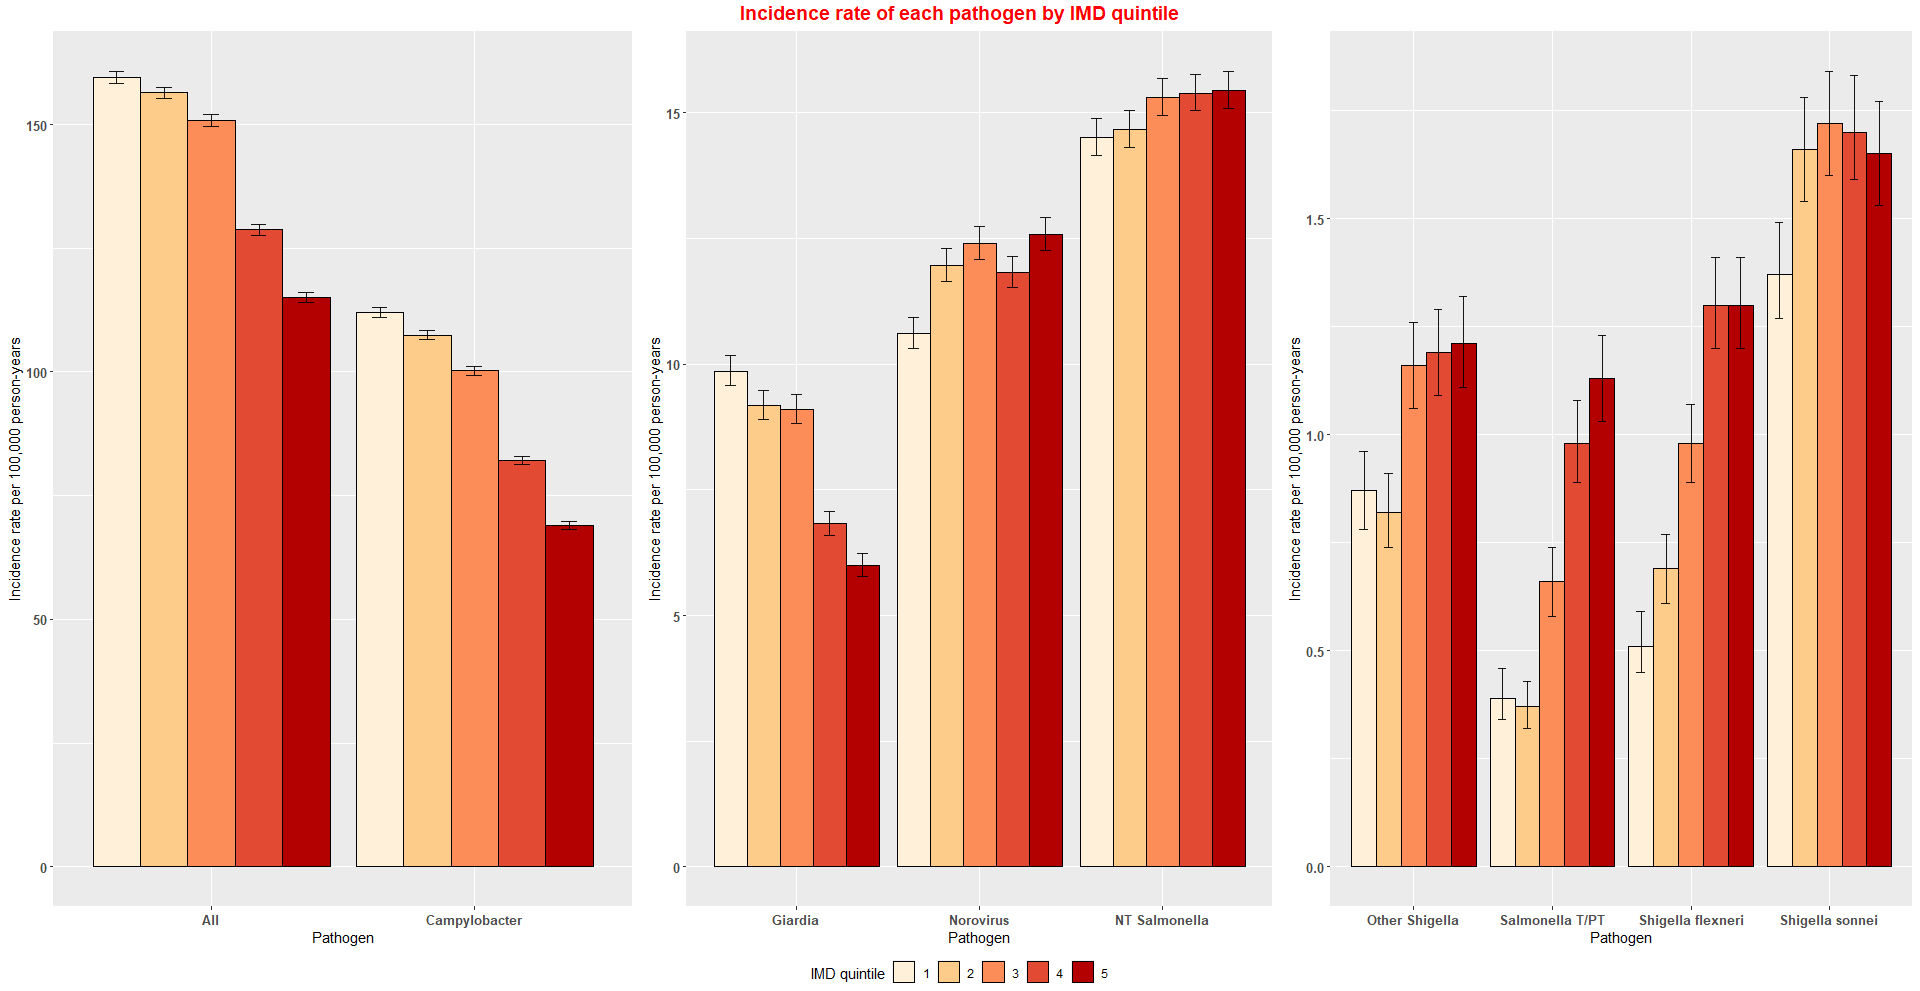 Incidence rate of each pathogen by IMD quintile
Incidence rate per 100,000 person-years
150
100
50
0
All
Campylobacter
Pathogen
Incidence rate per 100,000 person-years
15
10
5
0
Giardia
Norovirus
NT Salmonella
Pathogen
Incidence rate per 100,000 person-years
1.5
1.0
0.5
0.0
Other Shigella
Salmonella T/PT
Shigella flexneri
Shigella sonnei
Pathogen
IMD quintile 1 2 3 4 5